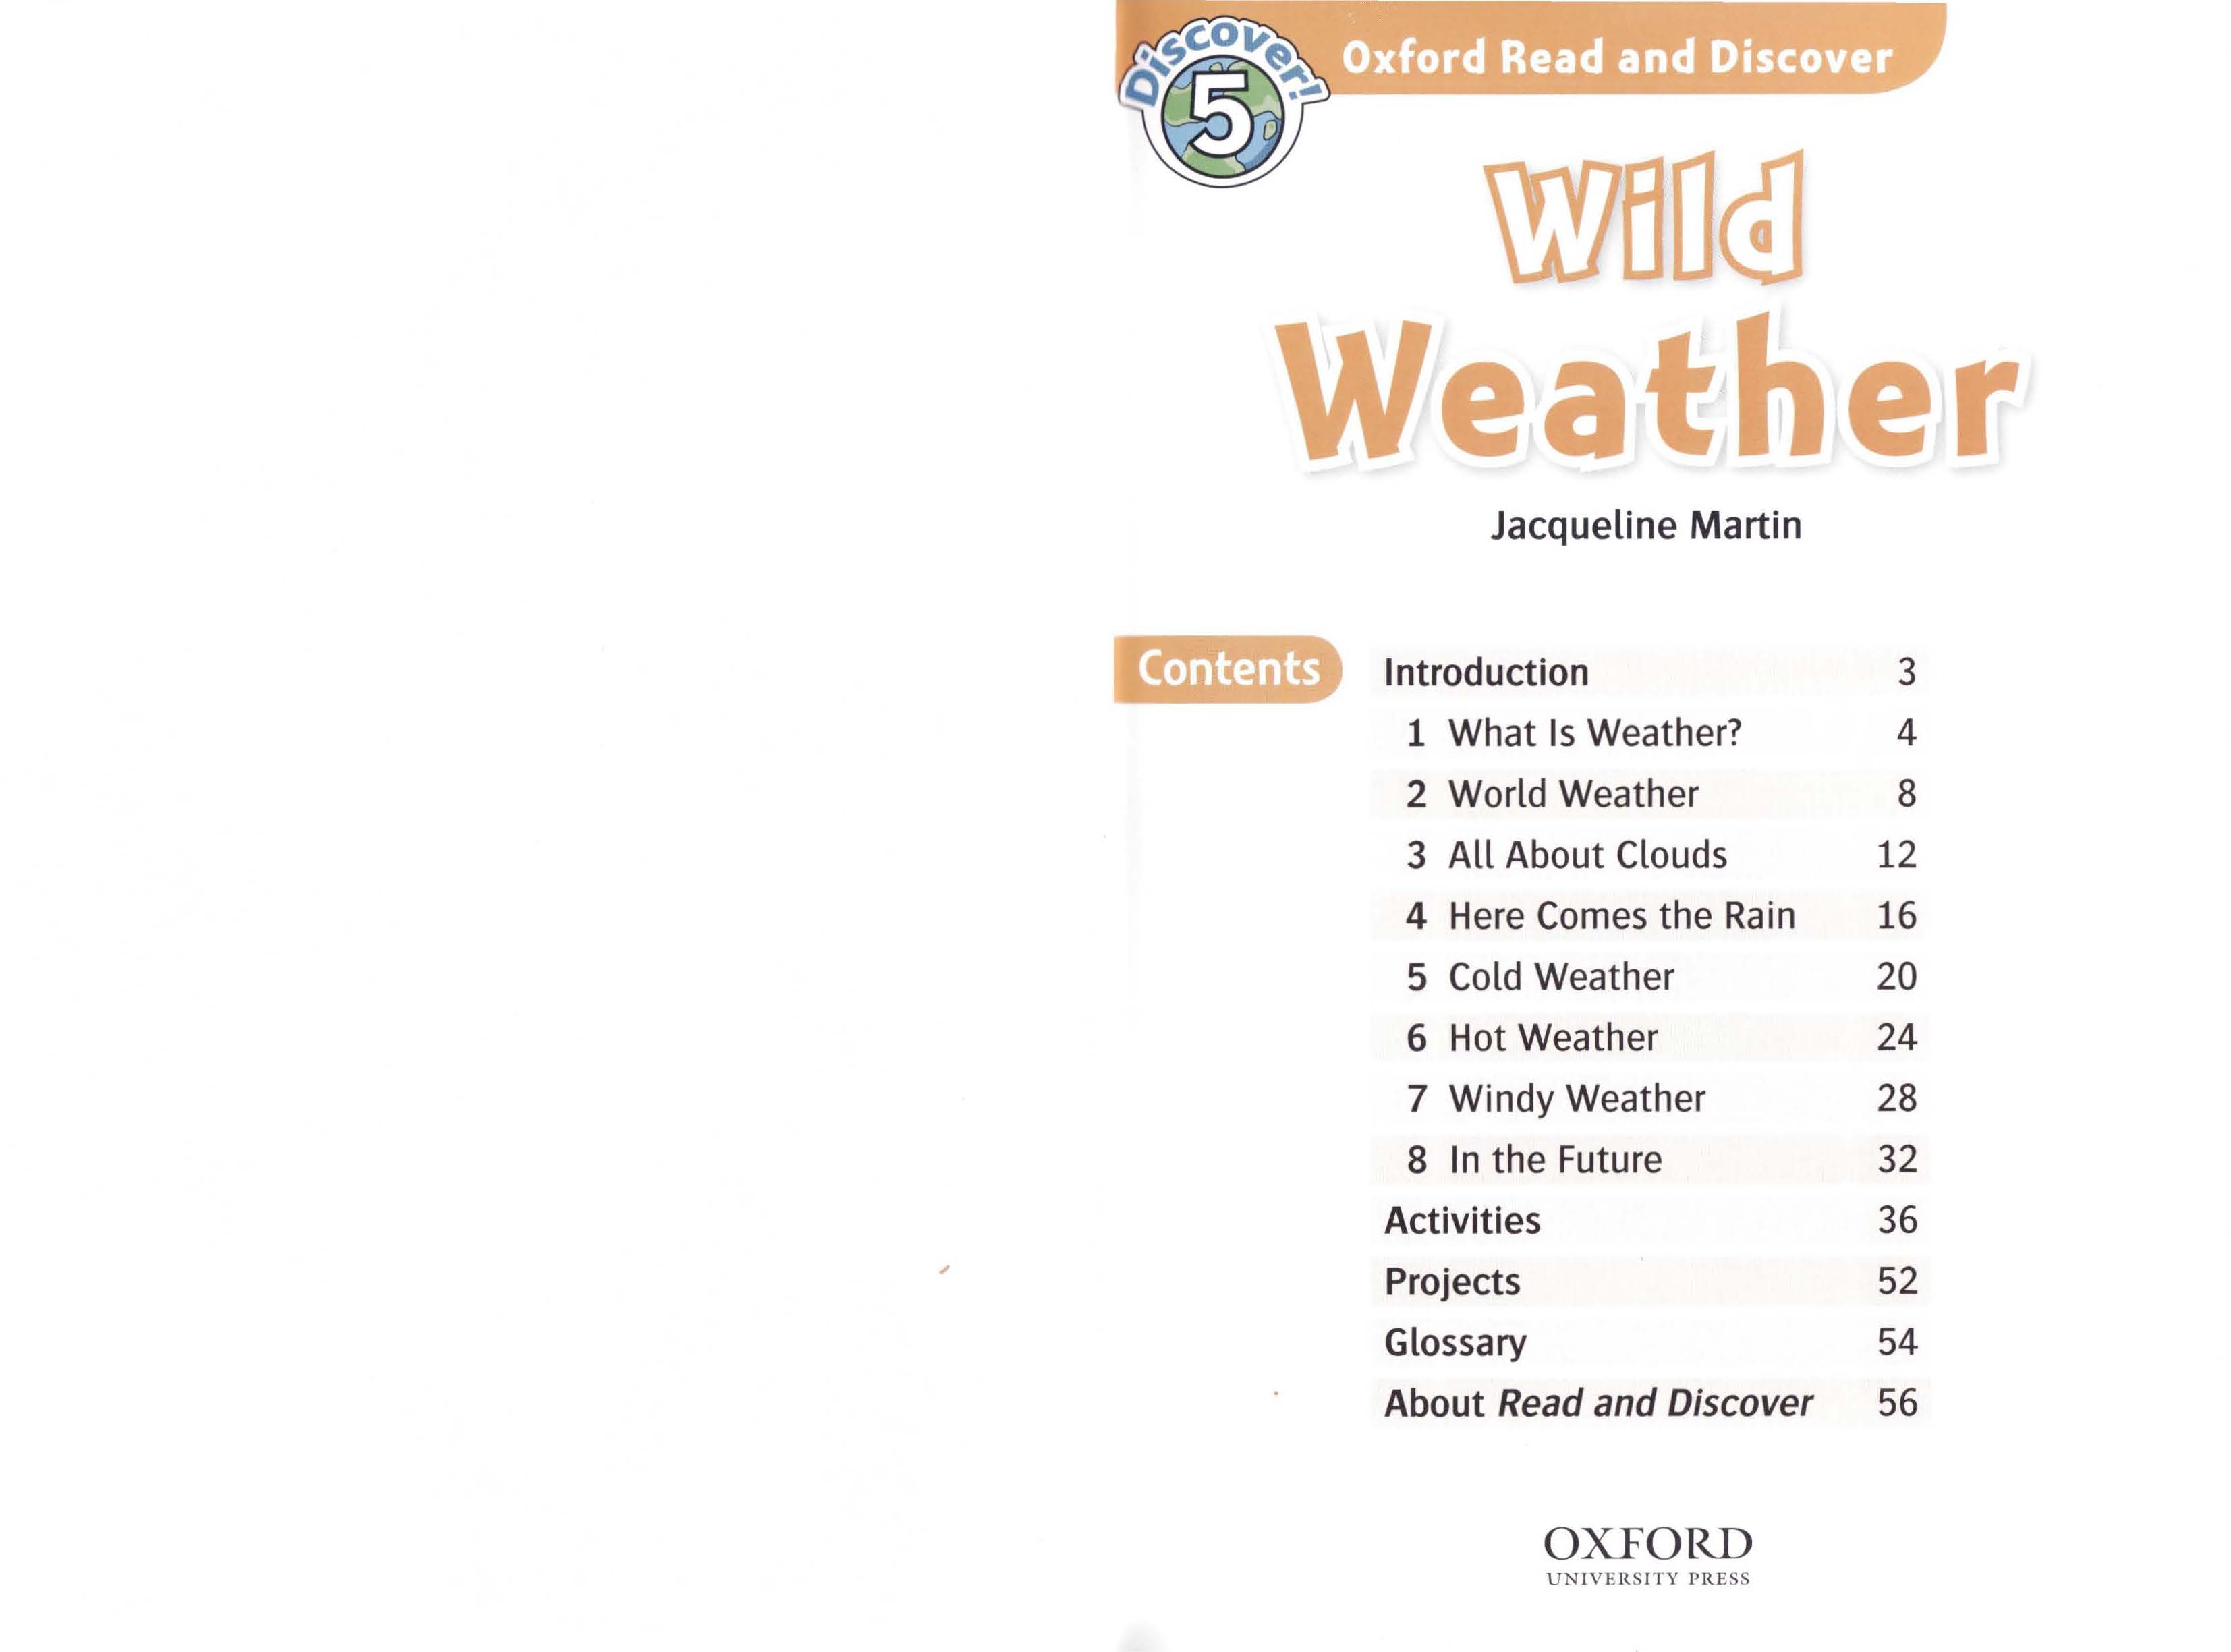 Discover!
5
Oxford Read and Discover
Wild
Weather
Jacqueline Martin
Contents
Introduction 3
1 What Is Weather? 4
2 World Weather 8
3 All About Clouds 12
4 Here Comes the Rain 16
5 Cold Weather 20
6 Hot Weather 24
7 Windy Weather 28
8 In the Future 32
Activities 36
Projects 52
Glossary 54
About Read and Discover 56
OXFORD
UNIVERSITY PRESS